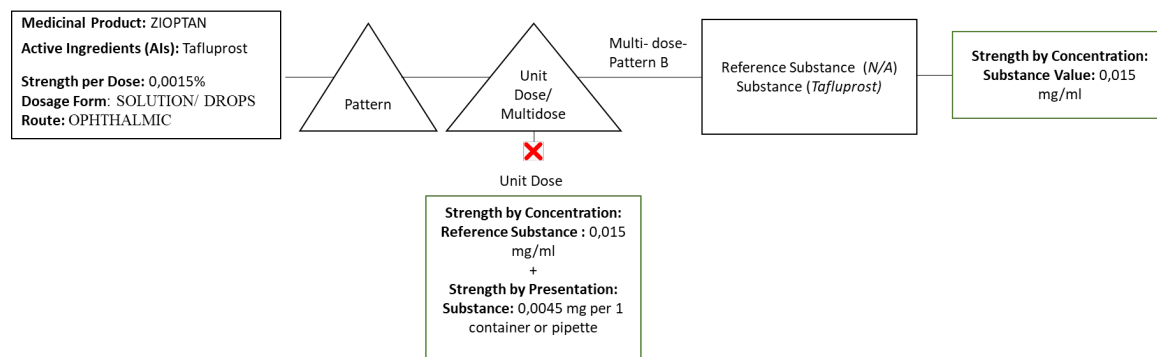 Medicinal Product: ZIOPTAN
Active Ingredients (AIs): Tafluprost
Strength per Dose: 0,0015%
Dosage Form: SOLUTION/ DROPS
Route: OPHTHALMIC
Pattern
Unit
Dose/
Multidose
Multi- dose-
Pattern B
Reference Substance (N/A)
Substance (Tafluprost)
Strength by Concentration:
Substance Value: 0,015
mg/ml
Unit Dose
Strength by Concentration:
Reference Substance : 0,015
mg/ml
+
Strength by Presentation:
Substance: 0,0045 mg per 1
container or pipette